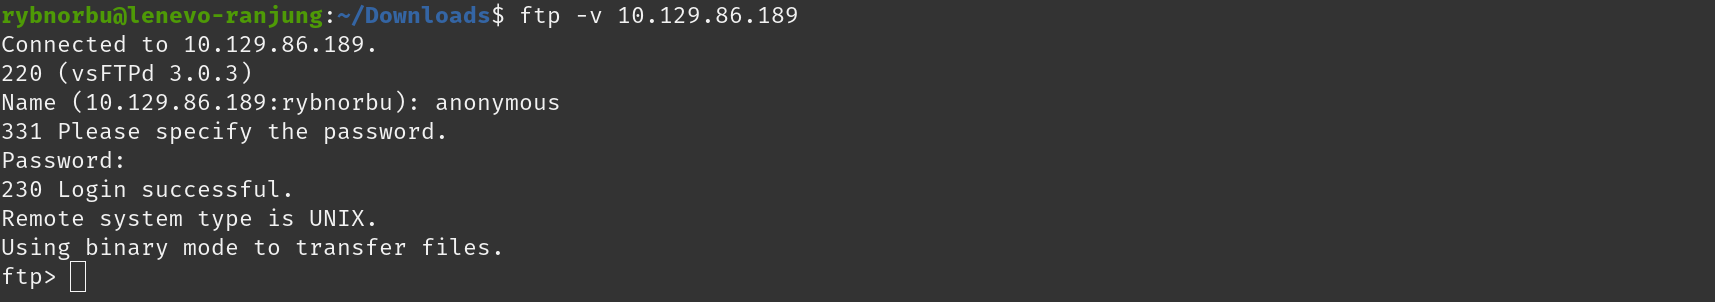 rybnorbu@lenevo-ranjung:~/Downloads$ ftp -v 10.129.86.189
Connected to 10.129.86.189.
220 (vsFTPd 3.0.3)
Name (10.129.86.189:rybnorbu): anonymous
331 Please specify the password.
Password:
230 Login successful.
Remote system type is UNIX.
Using binary mode to transfer files.
ftp>